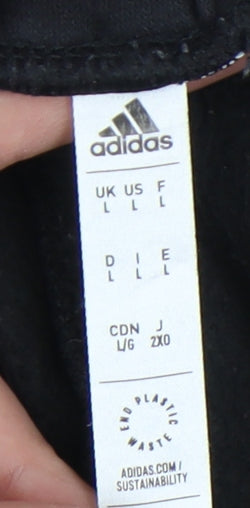 adidas
UK US F
L L L
D I E
L L L
CDN J
L/G 2XO
END PLASTIC WASTE
ADIDAS.COM/
SUSTAINABILITY